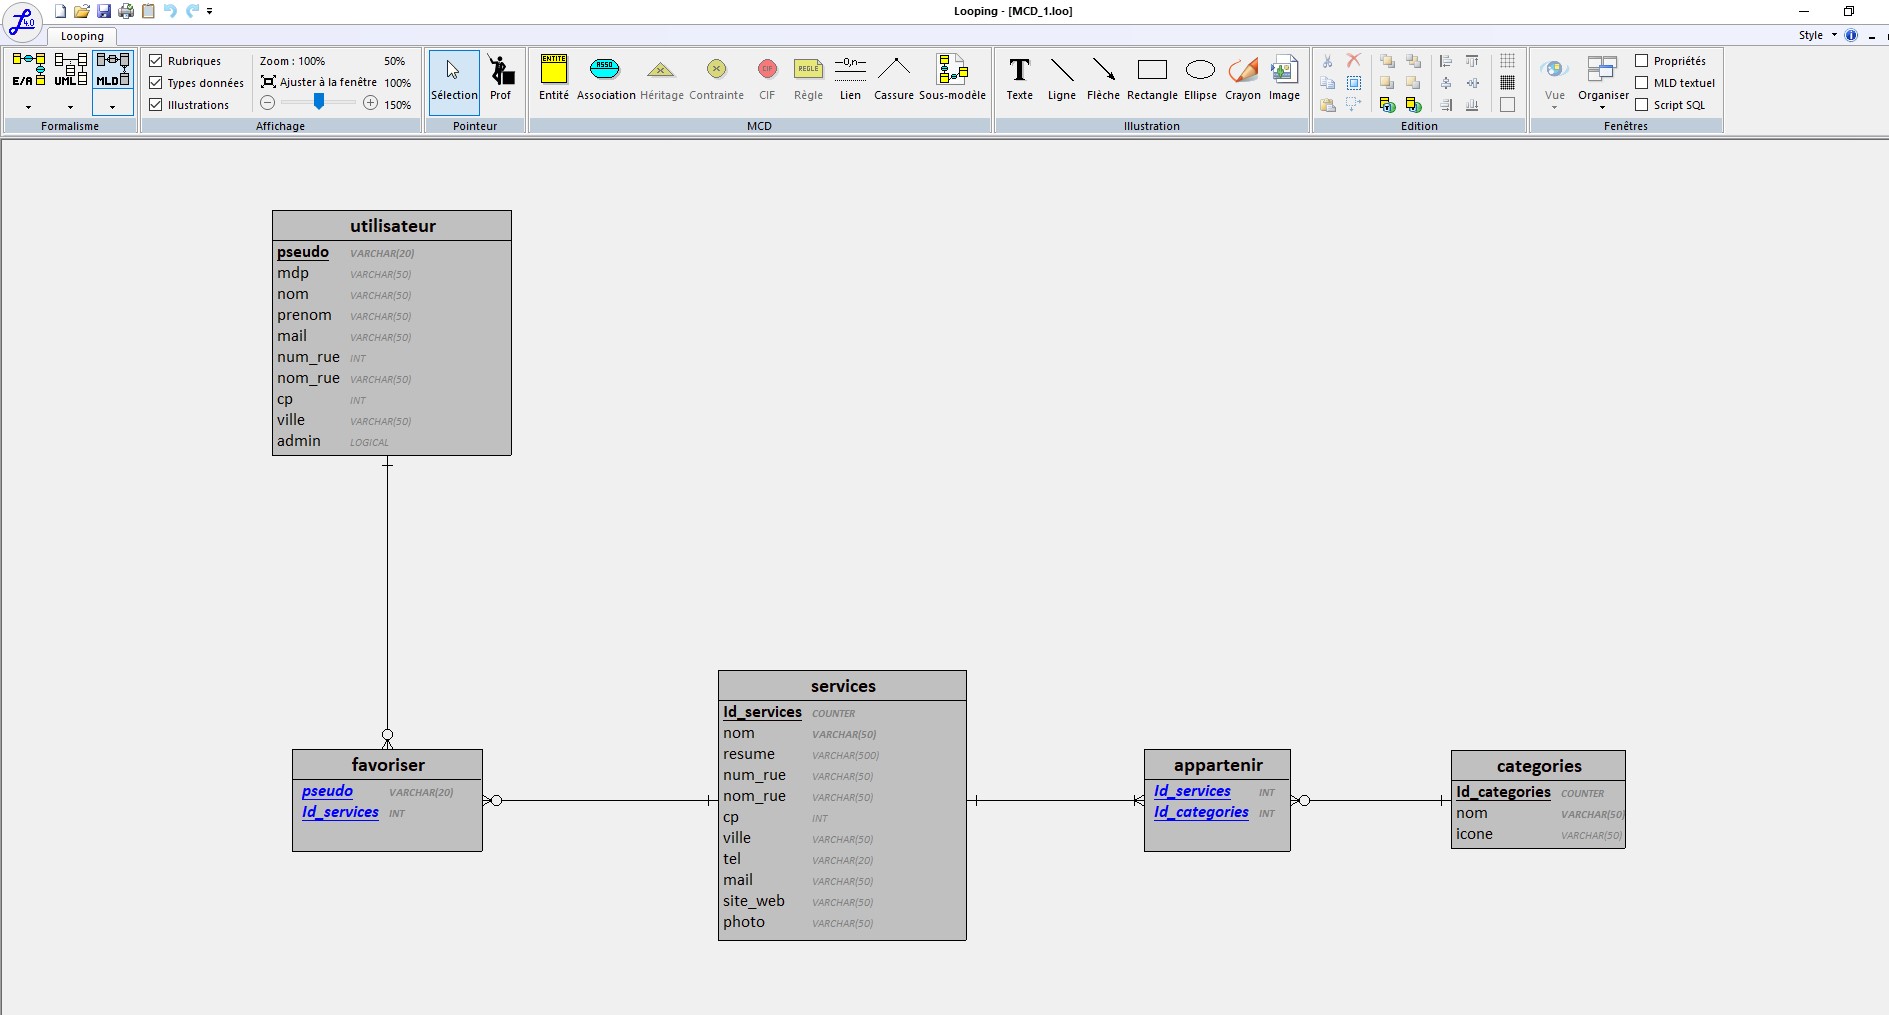 Looping - [MCD_1.loo]
4.0
Looping
Style
E/A UML MLD
Formalisme
Rubriques
Types données
Illustrations
Zoom : 100% 50%
Ajuster à la fenêtre 100%
150%
Affichage
Sélection Prof
Pointeur
ENTITE ASSO X X CIF REGLE —0,n—
Entité Association Héritage Contrainte CIF Règle Lien Cassure Sous-modèle
MCD
T
Texte Ligne Flèche Rectangle Ellipse Crayon Image
Illustration
Edition
Vue Organiser
Propriétés
MLD textuel
Script SQL
Fenêtres
utilisateur
pseudo VARCHAR(20)
mdp VARCHAR(50)
nom VARCHAR(50)
prenom VARCHAR(50)
mail VARCHAR(50)
num_rue INT
nom_rue VARCHAR(50)
cp INT
ville VARCHAR(50)
admin LOGICAL
favoriser
pseudo VARCHAR(20)
Id_services INT
services
Id_services COUNTER
nom VARCHAR(50)
resume VARCHAR(500)
num_rue VARCHAR(50)
nom_rue VARCHAR(50)
cp INT
ville VARCHAR(50)
tel VARCHAR(20)
mail VARCHAR(50)
site_web VARCHAR(50)
photo VARCHAR(50)
appartenir
Id_services INT
Id_categories INT
categories
Id_categories COUNTER
nom VARCHAR(50)
icone VARCHAR(50)